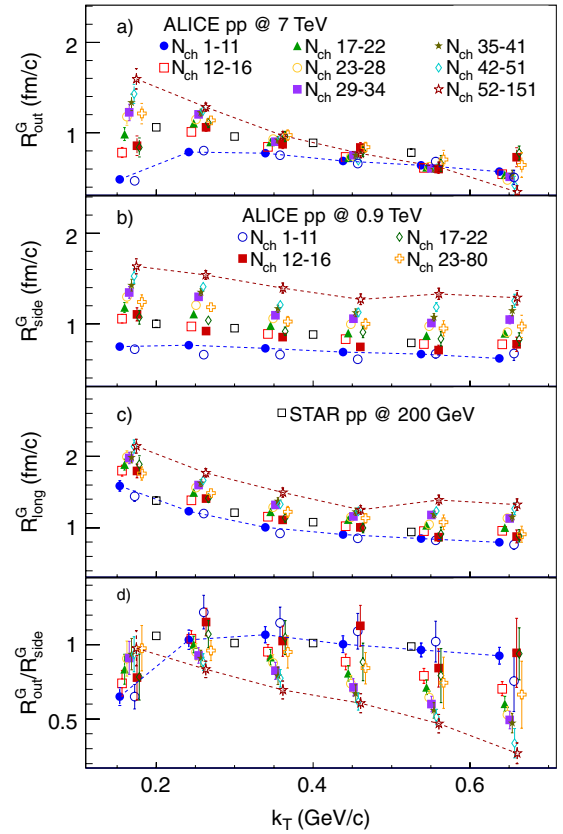 a) ALICE pp @ 7 TeV
N_ch 1-11 N_ch 17-22 N_ch 35-41
N_ch 12-16 N_ch 23-28 N_ch 42-51
N_ch 29-34 N_ch 52-151
R^G_out (fm/c)
2
1
b) ALICE pp @ 0.9 TeV
N_ch 1-11 N_ch 17-22
N_ch 12-16 N_ch 23-80
R^G_side (fm/c)
2
1
c) STAR pp @ 200 GeV
R^G_long (fm/c)
2
1
d)
R^G_out/R^G_side
1
0.5
0.2 0.4 0.6
k_T (GeV/c)